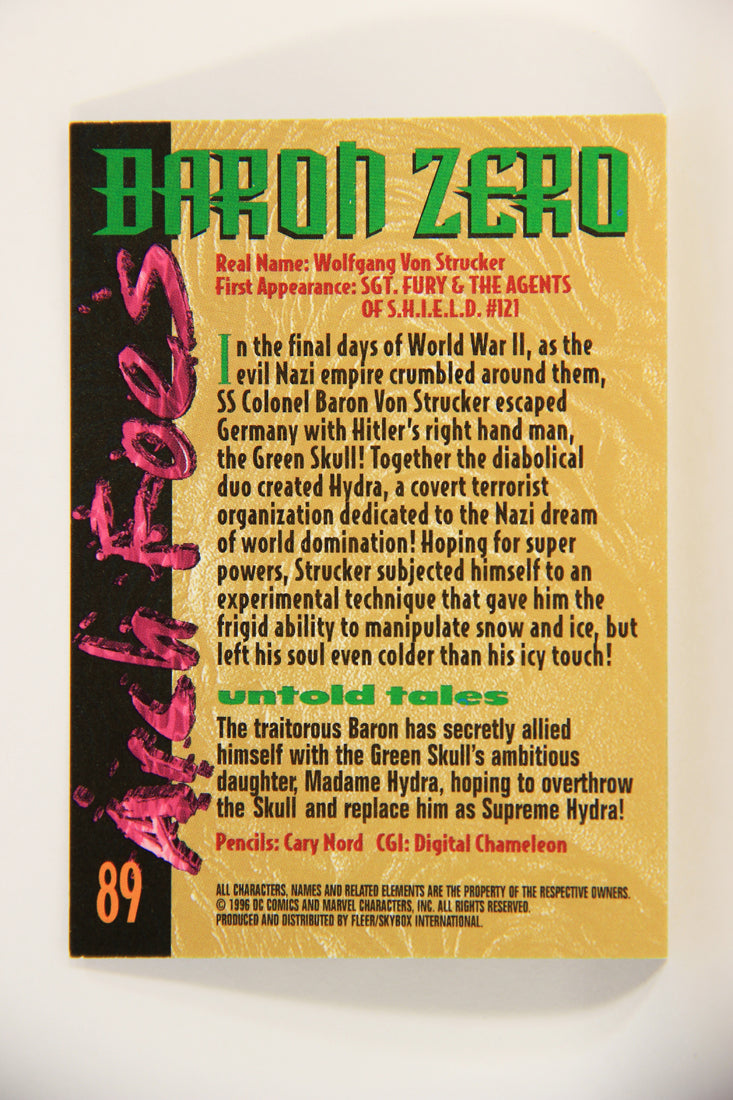 BARON ZERO
Arch Foes
Real Name: Wolfgang Von Strucker
First Appearance: SGT. FURY & THE AGENTS
OF S.H.I.E.L.D. #121
In the final days of World War II, as the
evil Nazi empire crumbled around them,
SS Colonel Baron Von Strucker escaped
Germany with Hitler's right hand man,
the Green Skull! Together the diabolical
duo created Hydra, a covert terrorist
organization dedicated to the Nazi dream
of world domination! Hoping for super
powers, Strucker subjected himself to an
experimental technique that gave him the
frigid ability to manipulate snow and ice, but
left his soul even colder than his icy touch!
untold tales
The traitorous Baron has secretly allied
himself with the Green Skull's ambitious
daughter, Madame Hydra, hoping to overthrow
the Skull and replace him as Supreme Hydra!
Pencils: Cary Nord CGI: Digital Chameleon
89
ALL CHARACTERS, NAMES AND RELATED ELEMENTS ARE THE PROPERTY OF THE RESPECTIVE OWNERS.
© 1996 DC COMICS AND MARVEL CHARACTERS, INC. ALL RIGHTS RESERVED.
PRODUCED AND DISTRIBUTED BY FLEER/SKYBOX INTERNATIONAL.